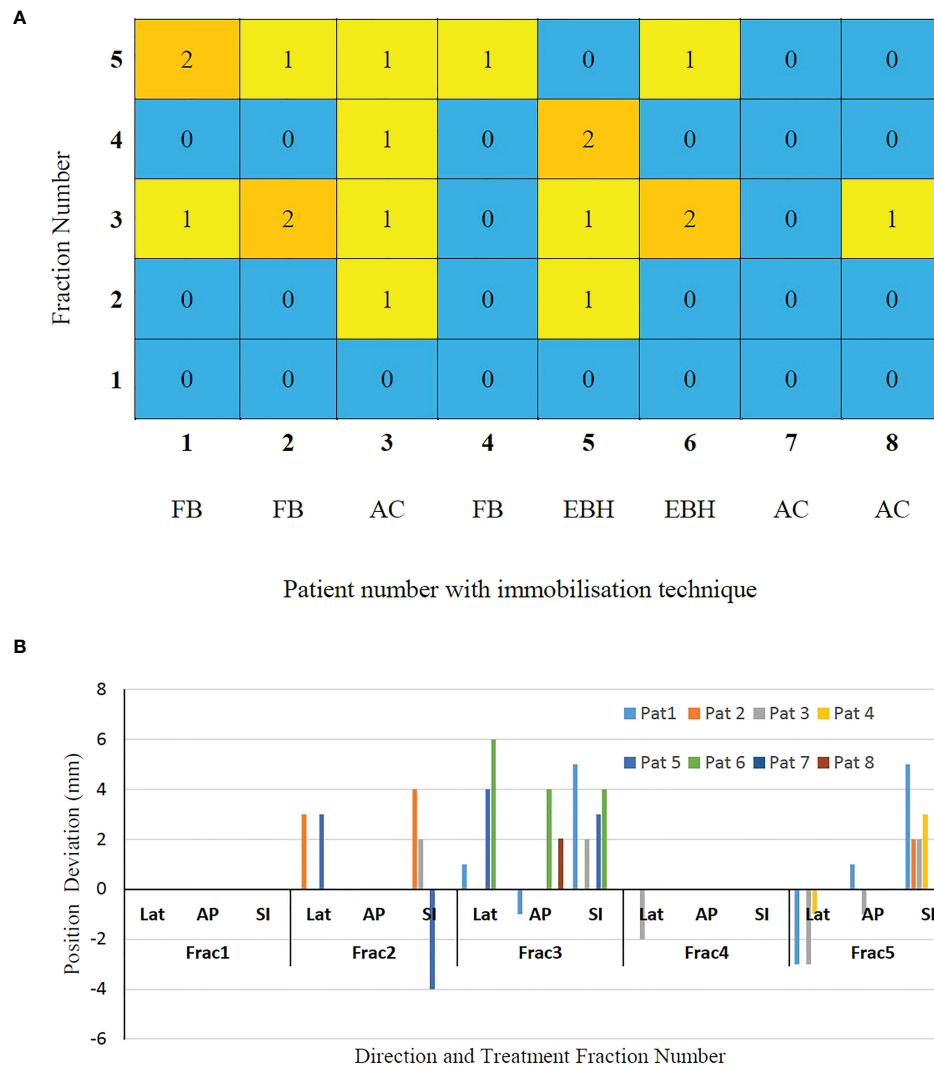 A
5 2 1 1 1 0 1 0 0
4 0 0 1 0 2 0 0 0
3 1 2 1 0 1 2 0 1
2 0 0 1 0 1 0 0 0
1 0 0 0 0 0 0 0 0
Fraction Number
1 2 3 4 5 6 7 8
FB FB AC FB EBH EBH AC AC
Patient number with immobilisation technique
B
8
6
4
2
0
-2
-4
-6
Position Deviation (mm)
Pat1 Pat 2 Pat 3 Pat 4
Pat 5 Pat 6 Pat 7 Pat 8
Lat AP SI Lat AP SI Lat AP SI Lat AP SI Lat AP SI
Frac1 Frac2 Frac3 Frac4 Frac5
Direction and Treatment Fraction Number